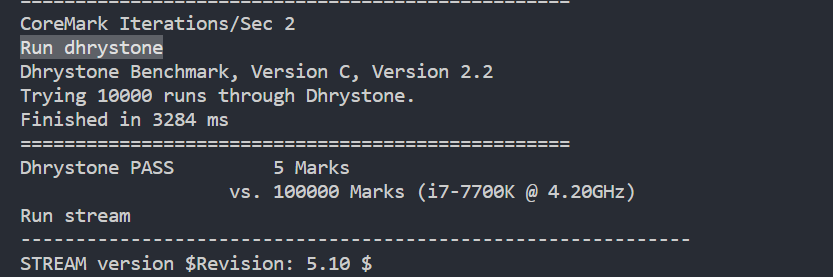 ==================================================
CoreMark Iterations/Sec 2
Run dhrystone
Dhrystone Benchmark, Version C, Version 2.2
Trying 10000 runs through Dhrystone.
Finished in 3284 ms
==================================================
Dhrystone PASS         5 Marks
                   vs. 100000 Marks (i7-7700K @ 4.20GHz)
Run stream
-------------------------------------------------------------
STREAM version $Revision: 5.10 $